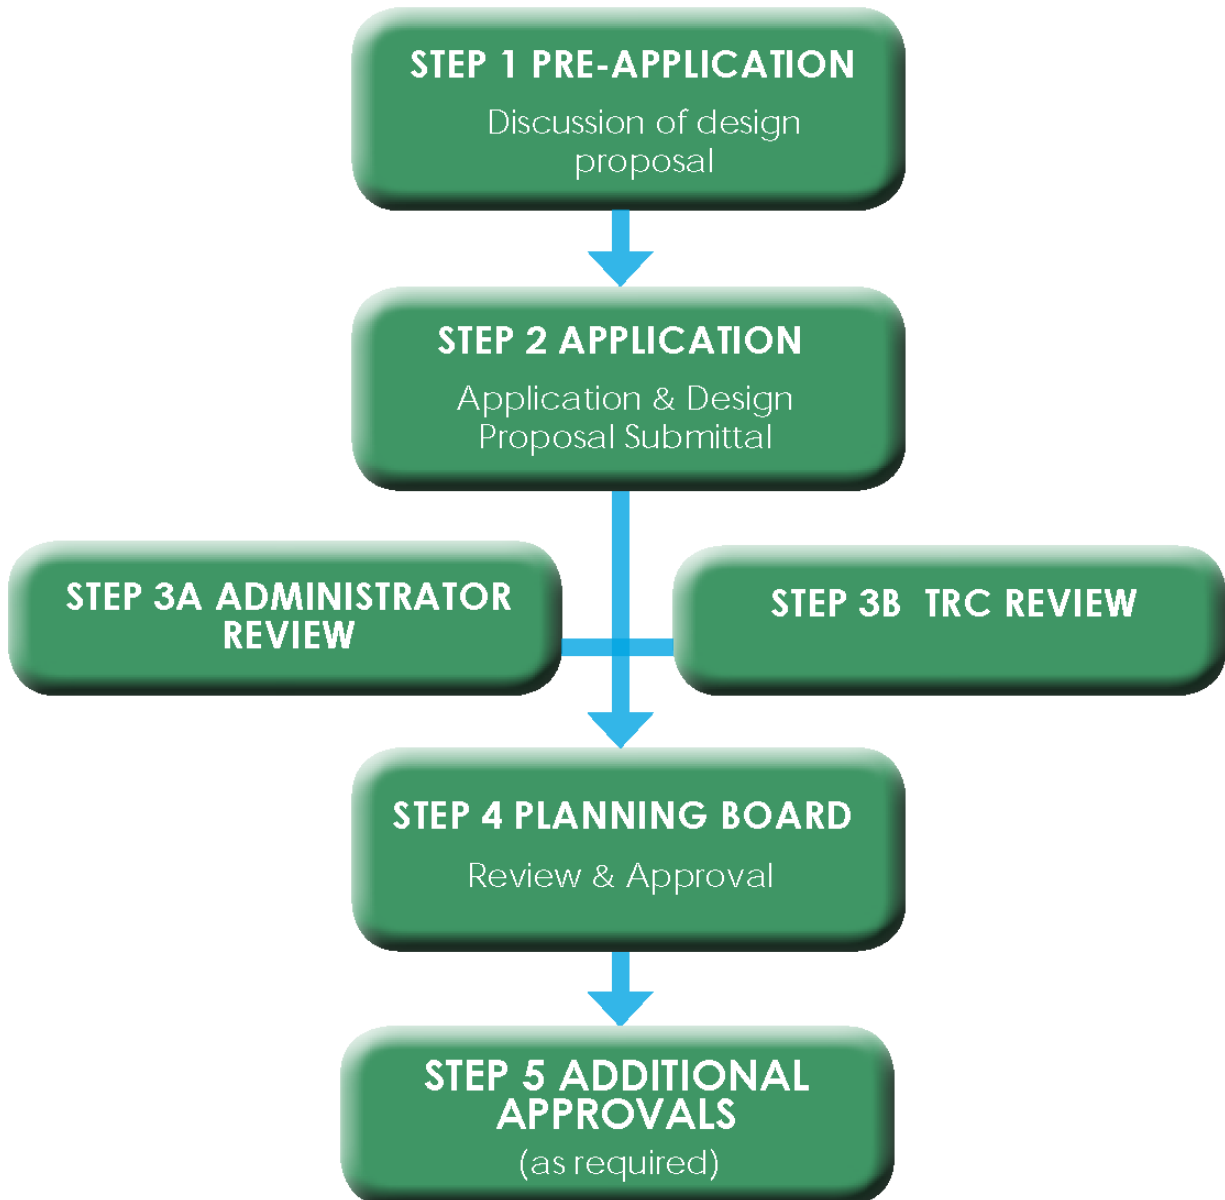 STEP 1 PRE-APPLICATION
Discussion of design
proposal
STEP 2 APPLICATION
Application & Design
Proposal Submittal
STEP 3A ADMINISTRATOR
REVIEW
STEP 3B TRC REVIEW
STEP 4 PLANNING BOARD
Review & Approval
STEP 5 ADDITIONAL
APPROVALS
(as required)